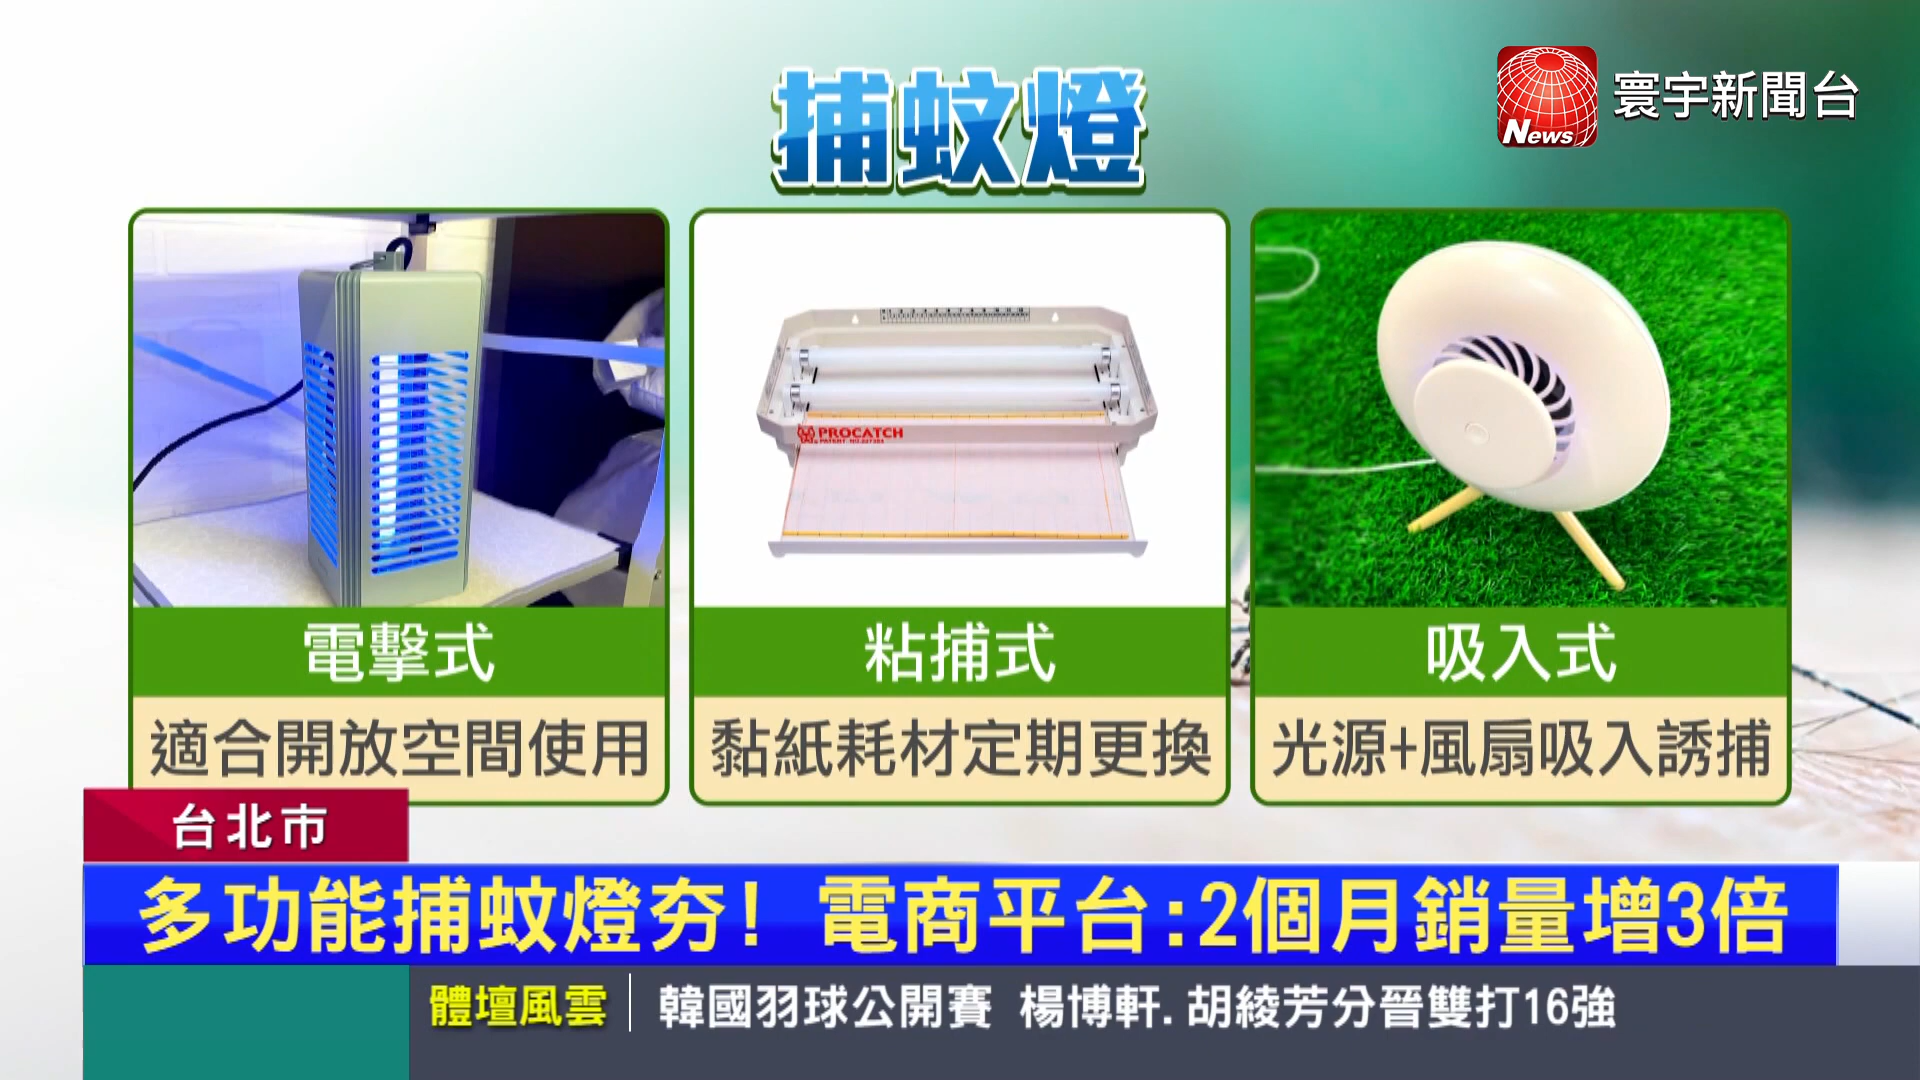 捕蚊燈
News
寰宇新聞台
PROCATCH
電擊式
粘捕式
吸入式
適合開放空間使用
黏紙耗材定期更換
光源+風扇吸入誘捕
台北市
多功能捕蚊燈夯! 電商平台:2個月銷量增3倍
體壇風雲
韓國羽球公開賽 楊博軒.胡綾芳分晉雙打16強